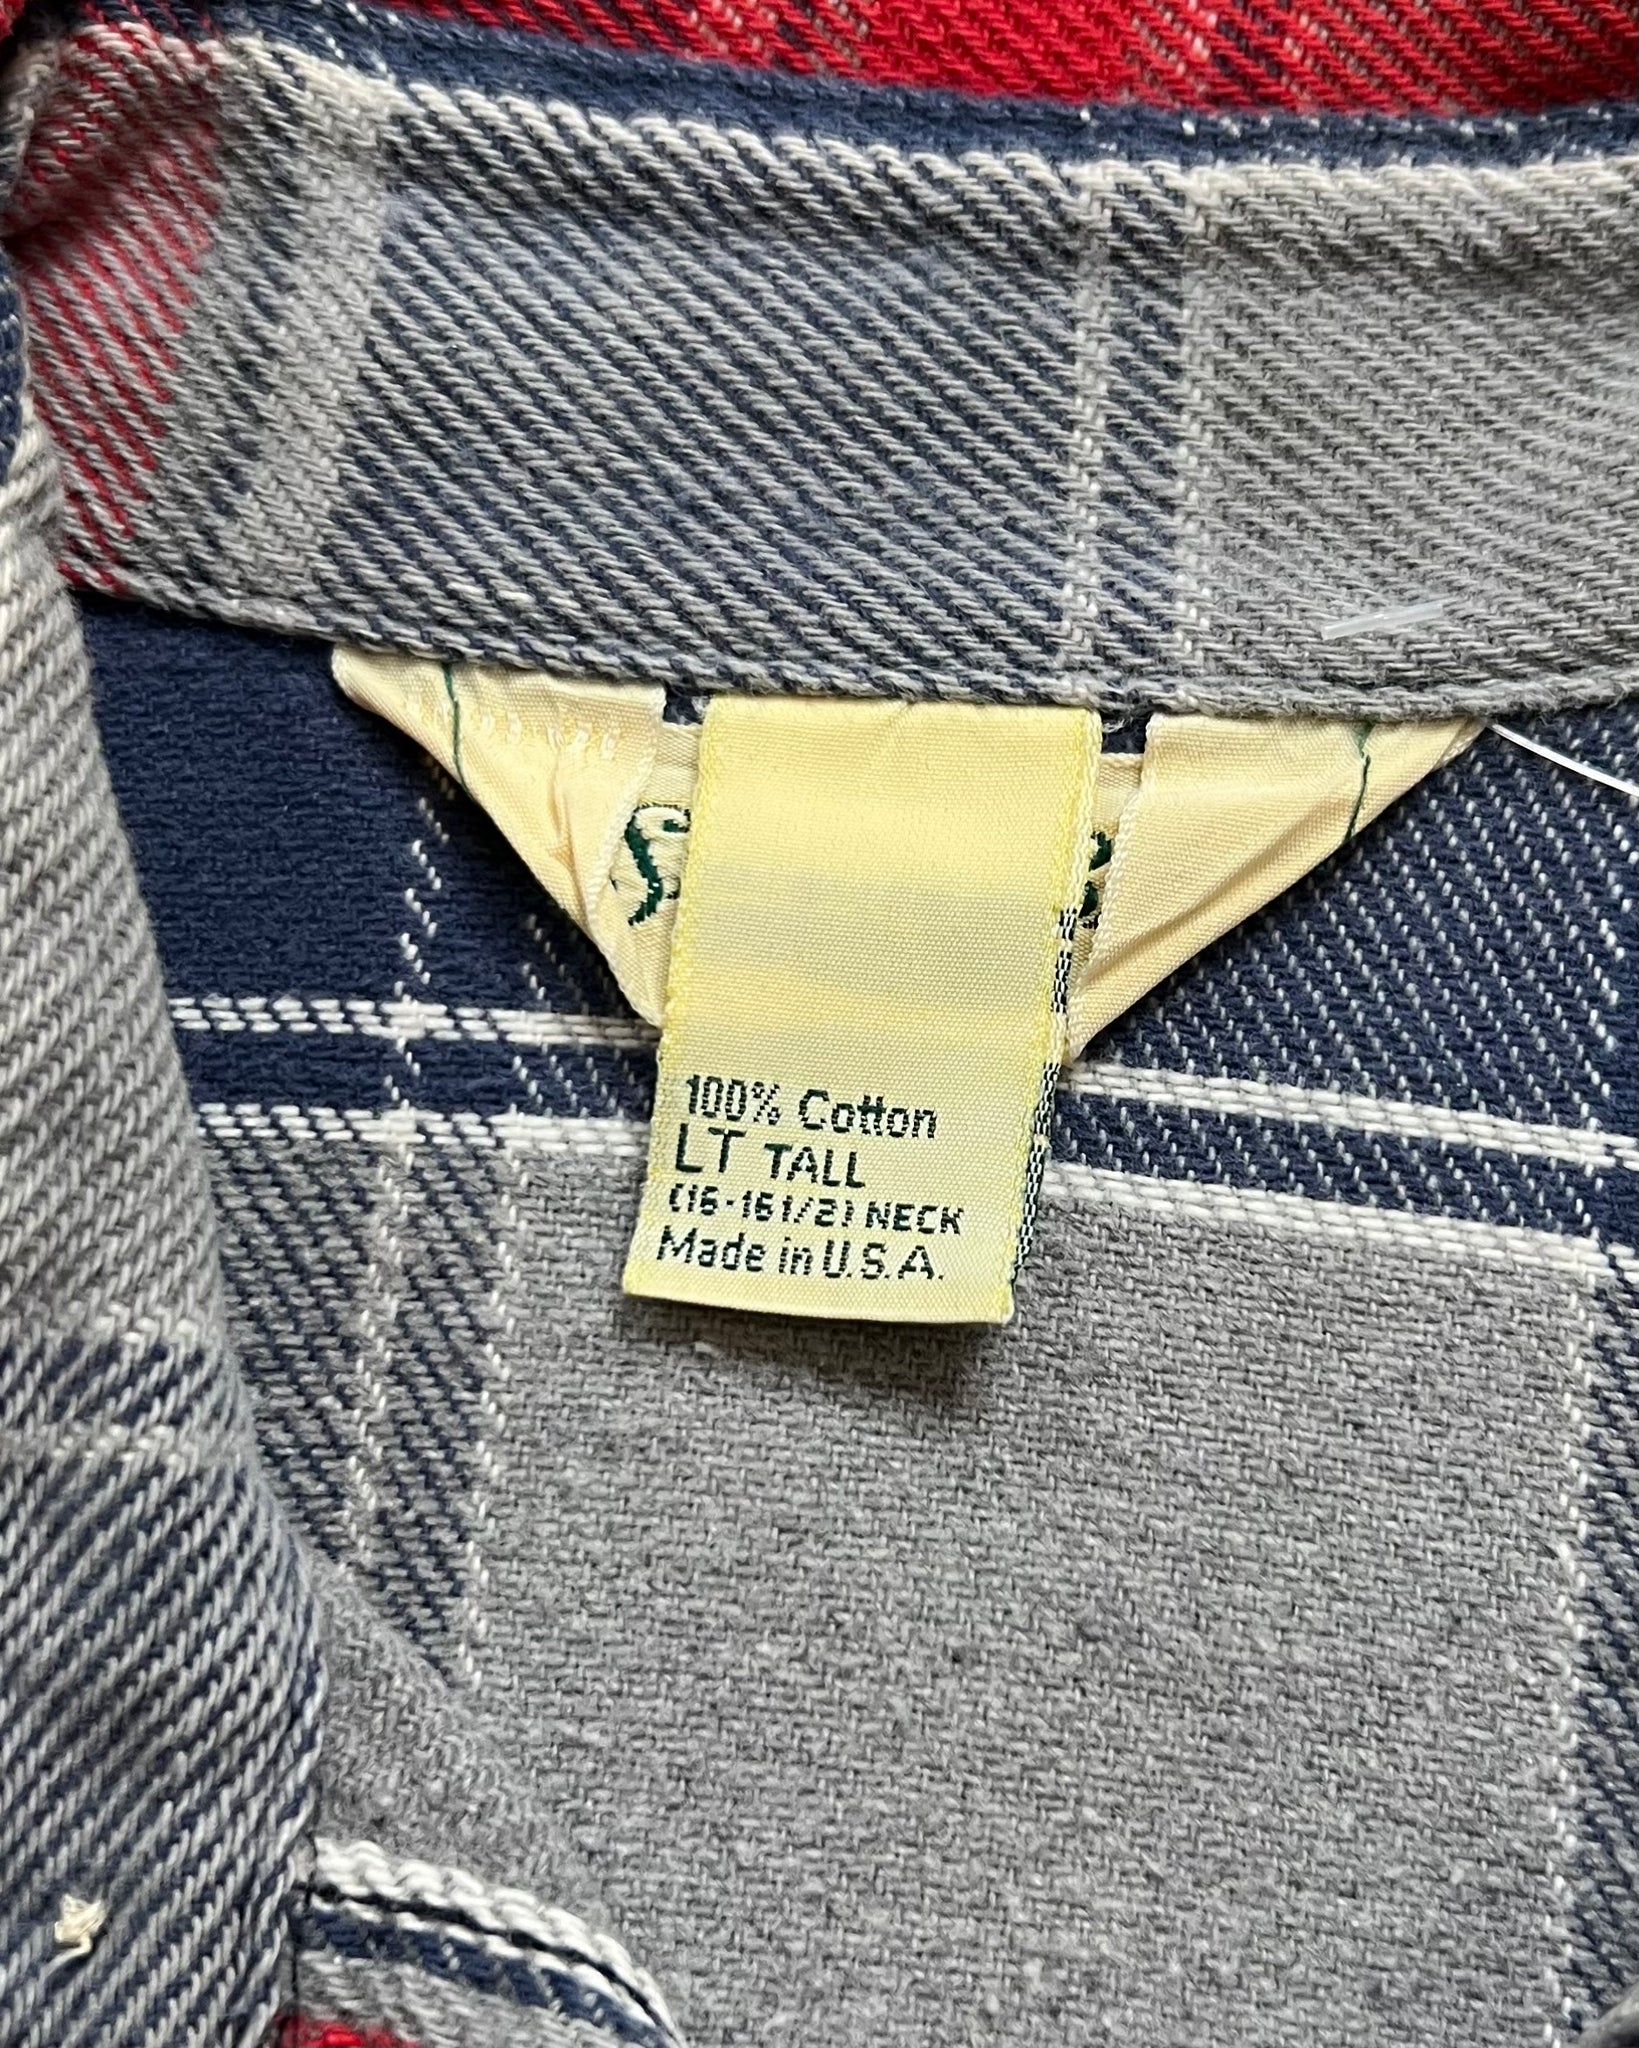 100% Cotton
LT TALL
(16-16 1/2) NECK
Made in U.S.A.